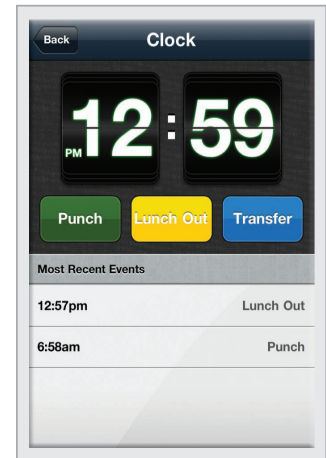 Back Clock
PM 12:59
Punch Lunch Out Transfer
Most Recent Events
12:57pm Lunch Out
6:58am Punch